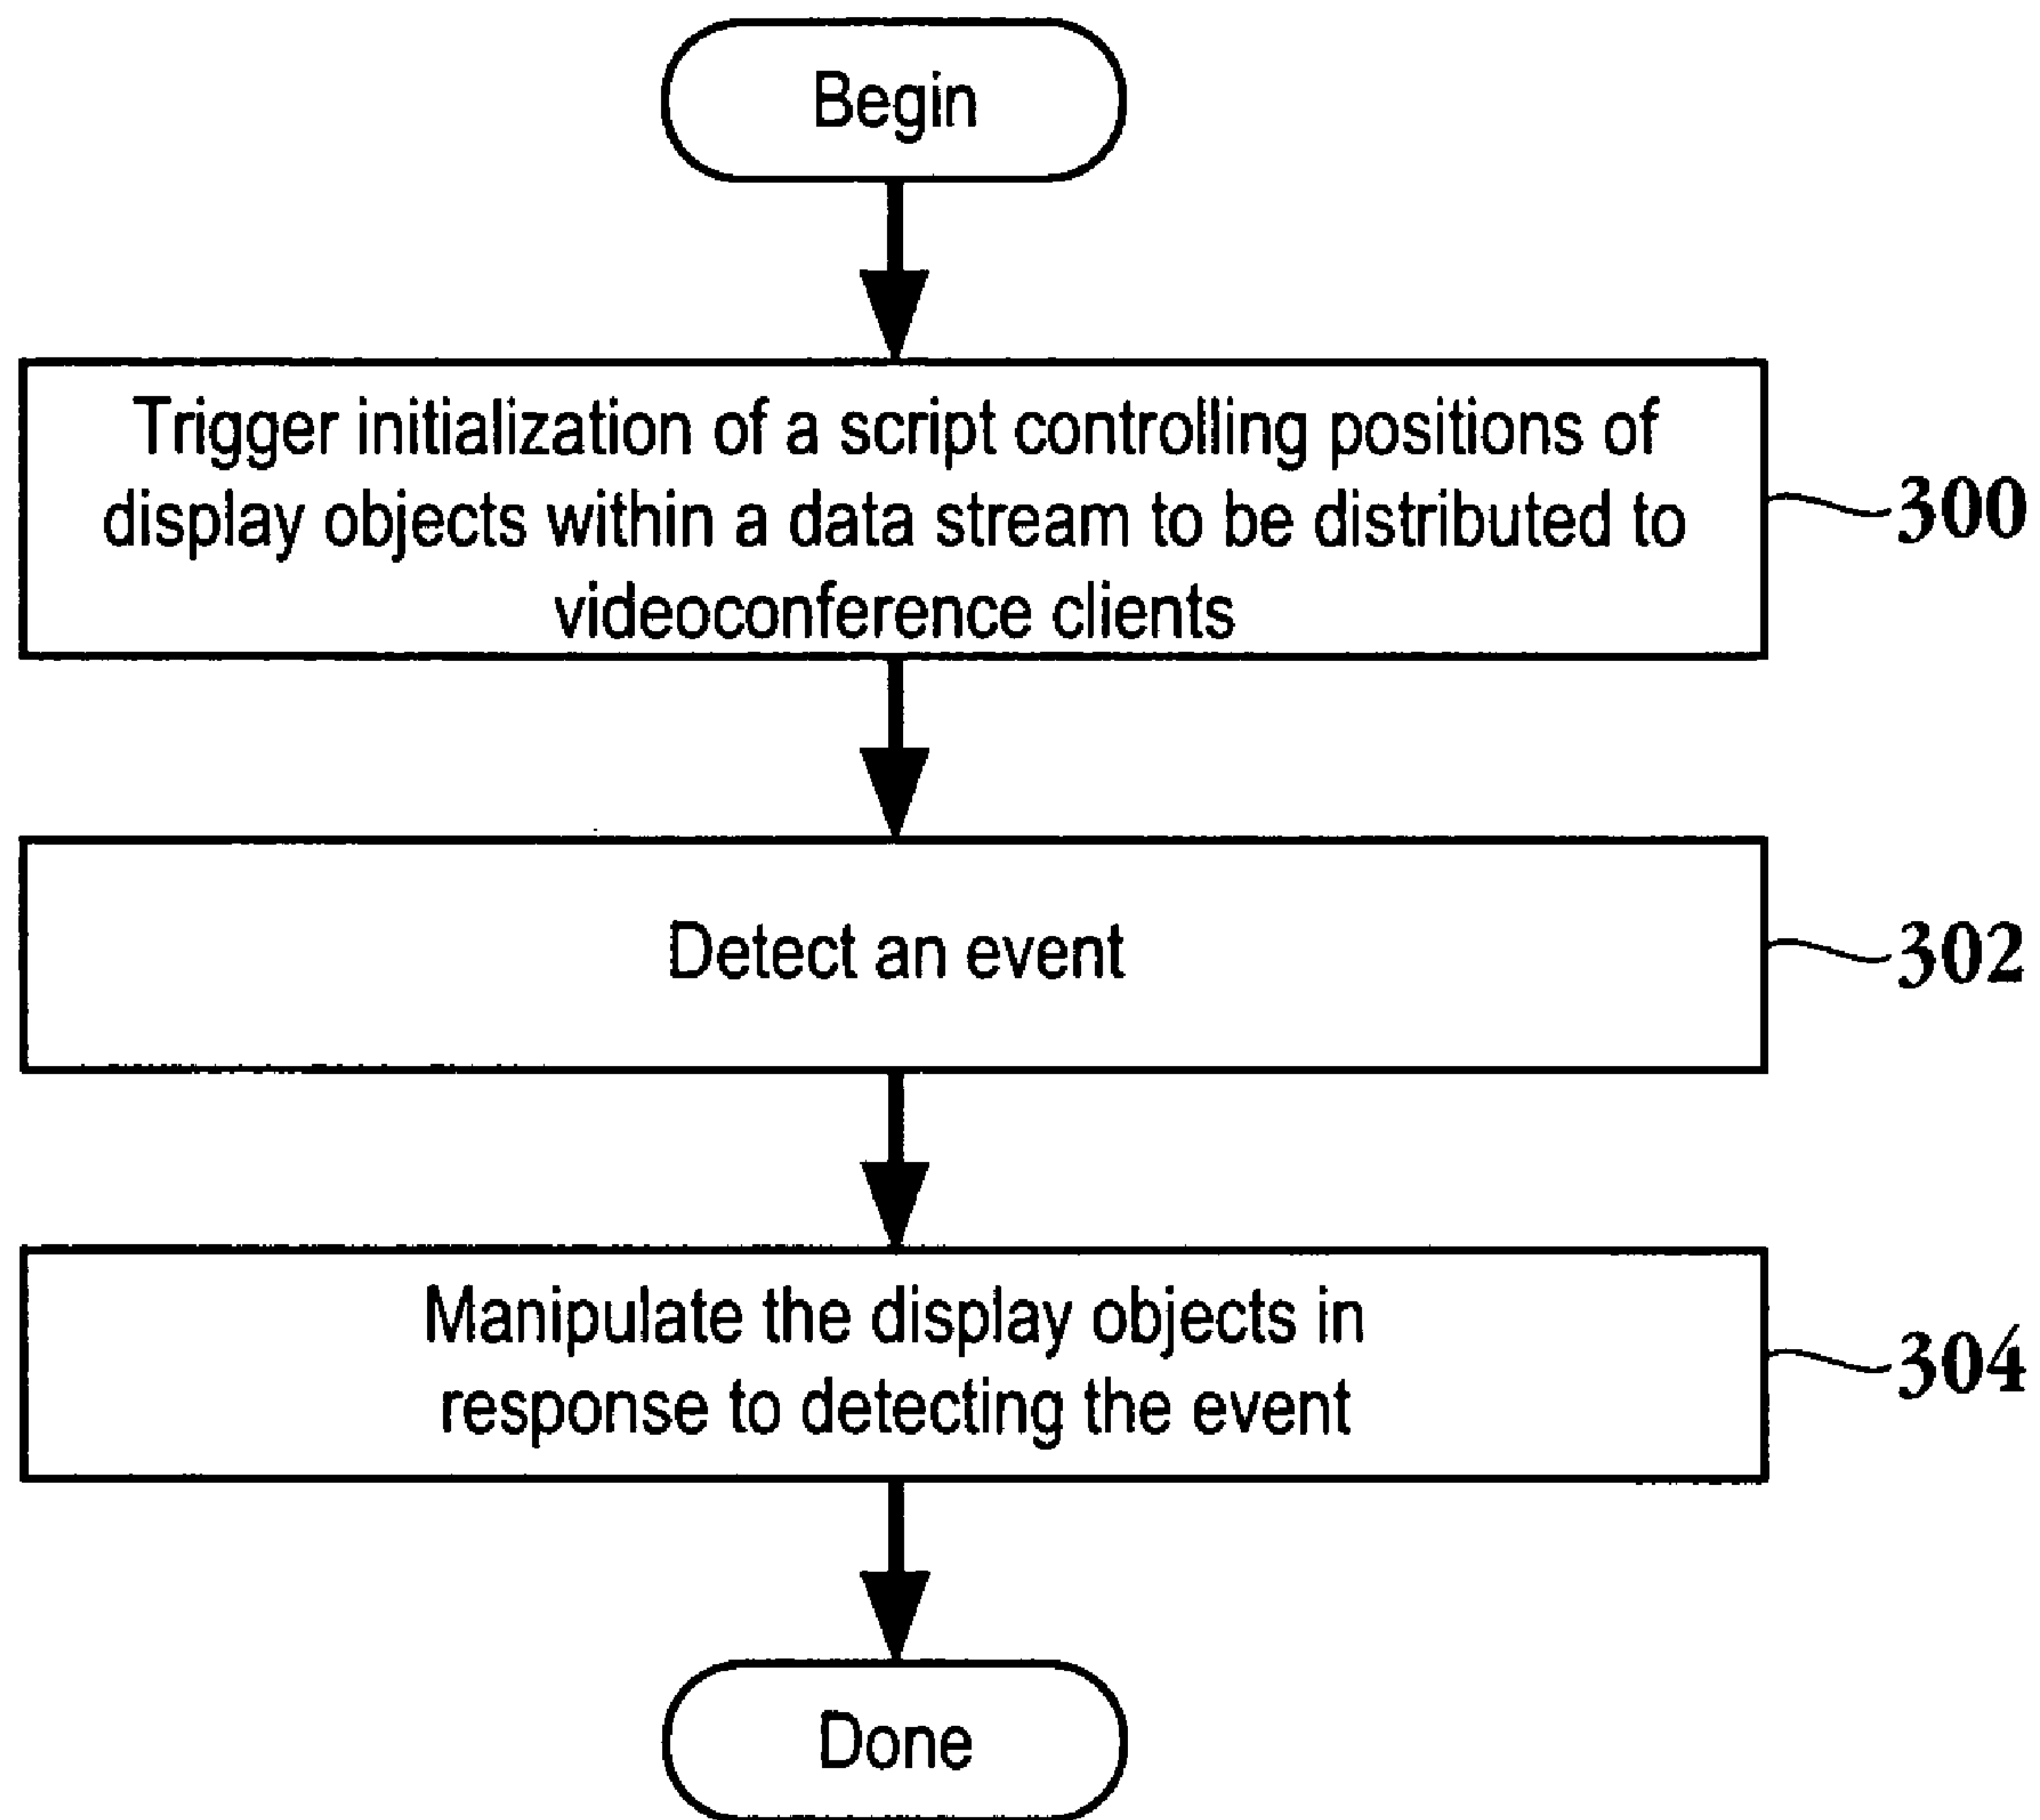 Begin
Trigger initialization of a script controlling positions of
display objects within a data stream to be distributed to
videoconference clients
300
Detect an event
302
Manipulate the display objects in
response to detecting the event
304
Done